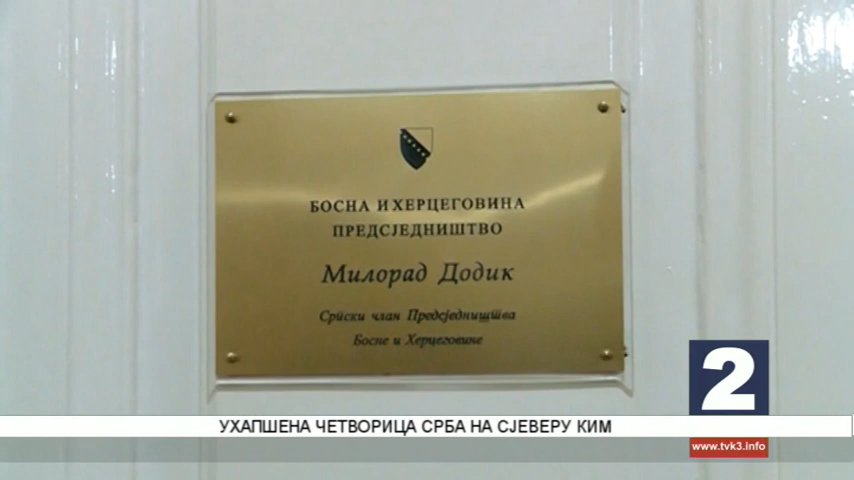 БОСНА И ХЕРЦЕГОВИНА
ПРЕДСЈЕДНИШТВО
Милорад Додик
Српски члан Предсједништва
Босне и Херцеговине
2
УХАПШЕНА ЧЕТВОРИЦА СРБА НА СЈЕВЕРУ КИМ
www.tvk3.info